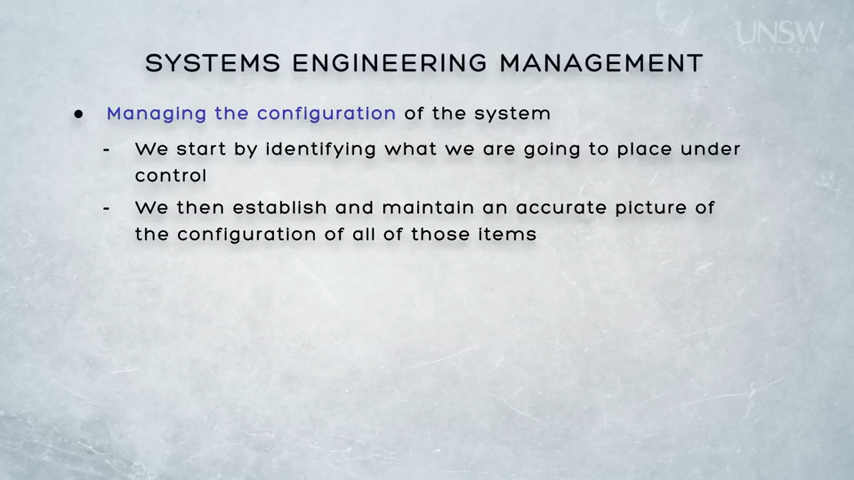 UNSW
AUSTRALIA
SYSTEMS ENGINEERING MANAGEMENT
● Managing the configuration of the system
- We start by identifying what we are going to place under
control
- We then establish and maintain an accurate picture of
the configuration of all of those items